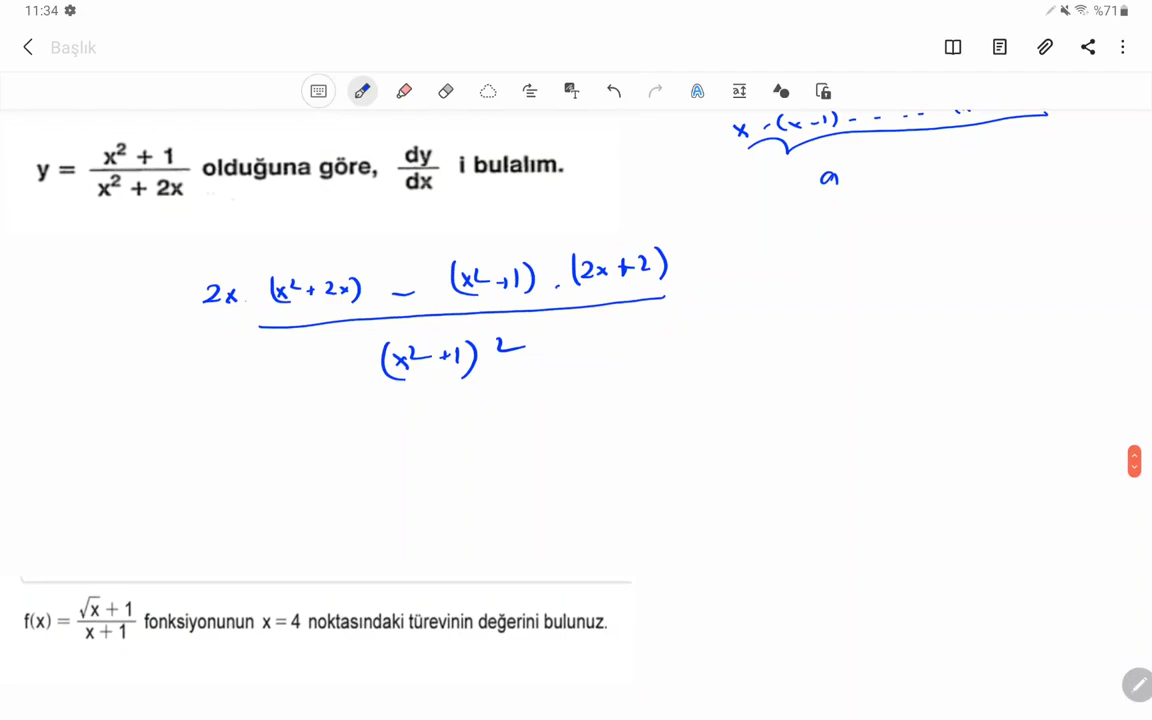 11:34 %71
Başlık
x . (x-1) - - - - -
a
y = (x² + 1)/(x² + 2x) olduğuna göre, dy/dx i bulalım.
2x . (x² + 2x) - (x² + 1) . (2x + 2)
(x² + 1)²
f(x) = (√x + 1)/(x + 1) fonksiyonunun x = 4 noktasındaki türevinin değerini bulunuz.